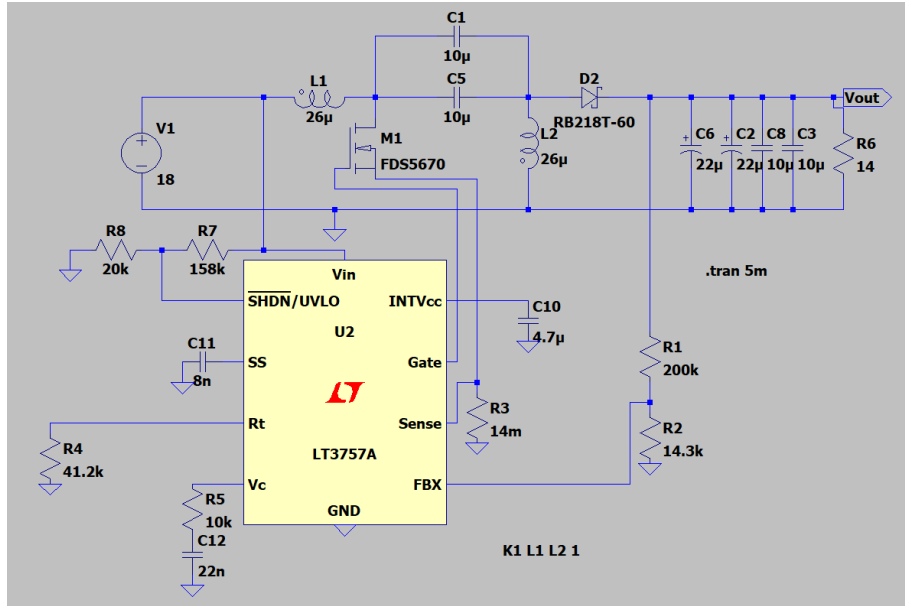 C1
10µ
C5
10µ
L1
26µ
D2
RB218T-60
Vout
V1
18
M1
FDS5670
L2
26µ
C6
22µ
C2
22µ
C8
10µ
C3
10µ
R6
14
R8
20k
R7
158k
.tran 5m
Vin
SHDN/UVLO
INTVcc
U2
C10
4.7µ
C11
8n
SS
Gate
R1
200k
Rt
Sense
R3
14m
R2
14.3k
R4
41.2k
LT3757A
Vc
FBX
R5
10k
GND
C12
22n
K1 L1 L2 1